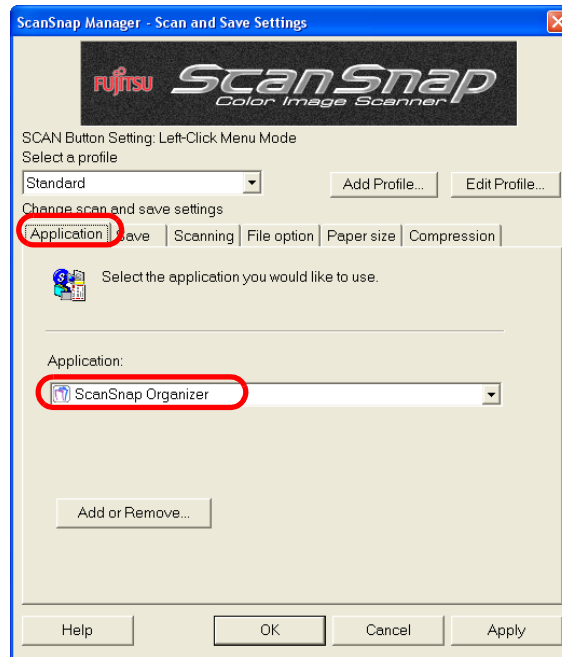 ScanSnap Manager - Scan and Save Settings
FUJITSU ScanSnap
Color Image Scanner
SCAN Button Setting: Left-Click Menu Mode
Select a profile
Standard Add Profile... Edit Profile...
Change scan and save settings
Application Save Scanning File option Paper size Compression
Select the application you would like to use.
Application:
ScanSnap Organizer
Add or Remove...
Help OK Cancel Apply